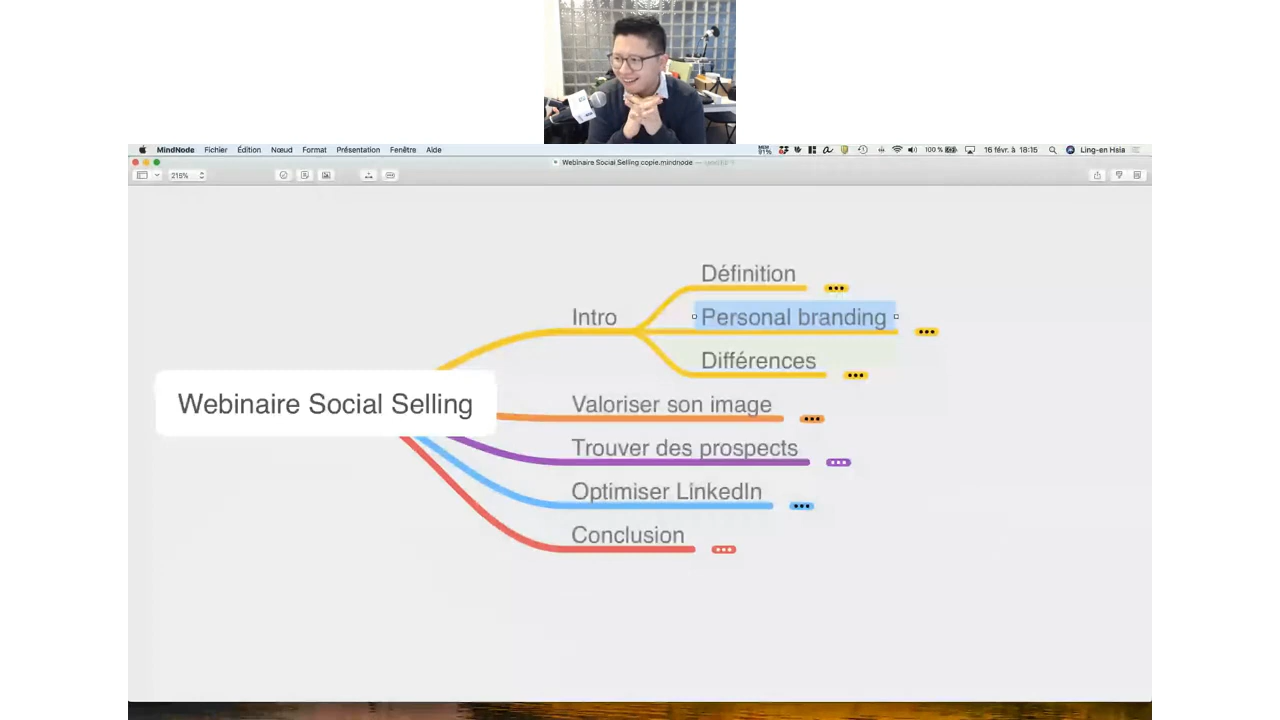 MindNode Fichier Édition Nœud Format Présentation Fenêtre Aide
100 % 16 févr. à 18:15 Ling-en Hsia
Webinaire Social Selling copie.mindnode
215%
Définition
Intro
Personal branding
Différences
Webinaire Social Selling
Valoriser son image
Trouver des prospects
Optimiser LinkedIn
Conclusion